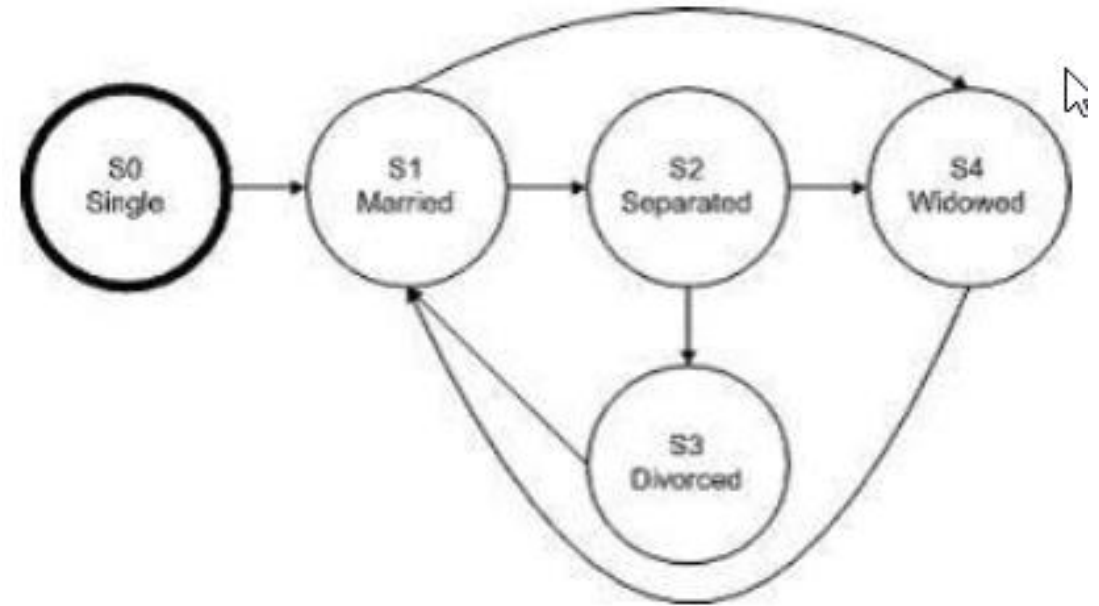 S0
Single
S1
Married
S2
Separated
S4
Widowed
S3
Divorced